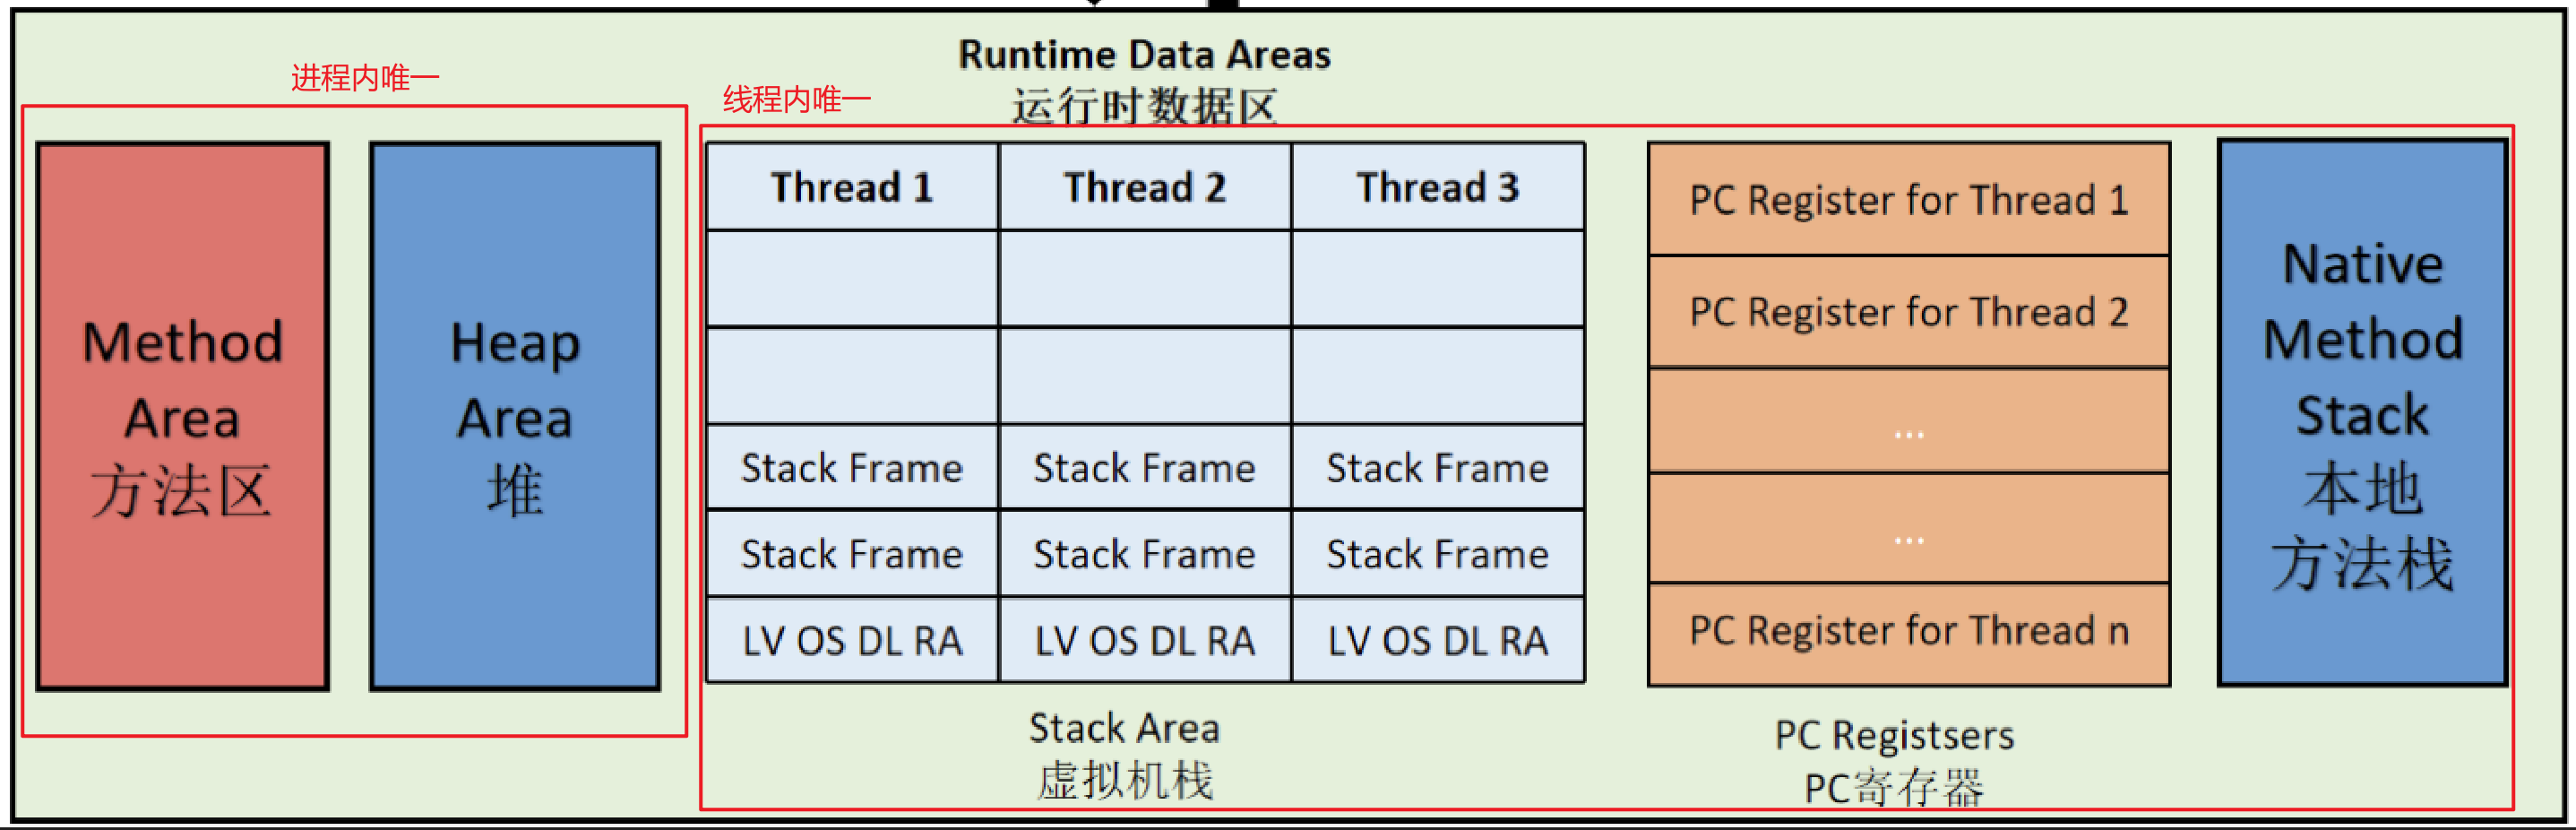 Runtime Data Areas
运行时数据区
进程内唯一
线程内唯一
Method
Area
方法区
Heap
Area
堆
Thread 1
Thread 2
Thread 3
Stack Frame
Stack Frame
Stack Frame
Stack Frame
Stack Frame
Stack Frame
LV OS DL RA
LV OS DL RA
LV OS DL RA
Stack Area
虚拟机栈
PC Register for Thread 1
PC Register for Thread 2
...
...
PC Register for Thread n
PC Registsers
PC寄存器
Native
Method
Stack
本地
方法栈